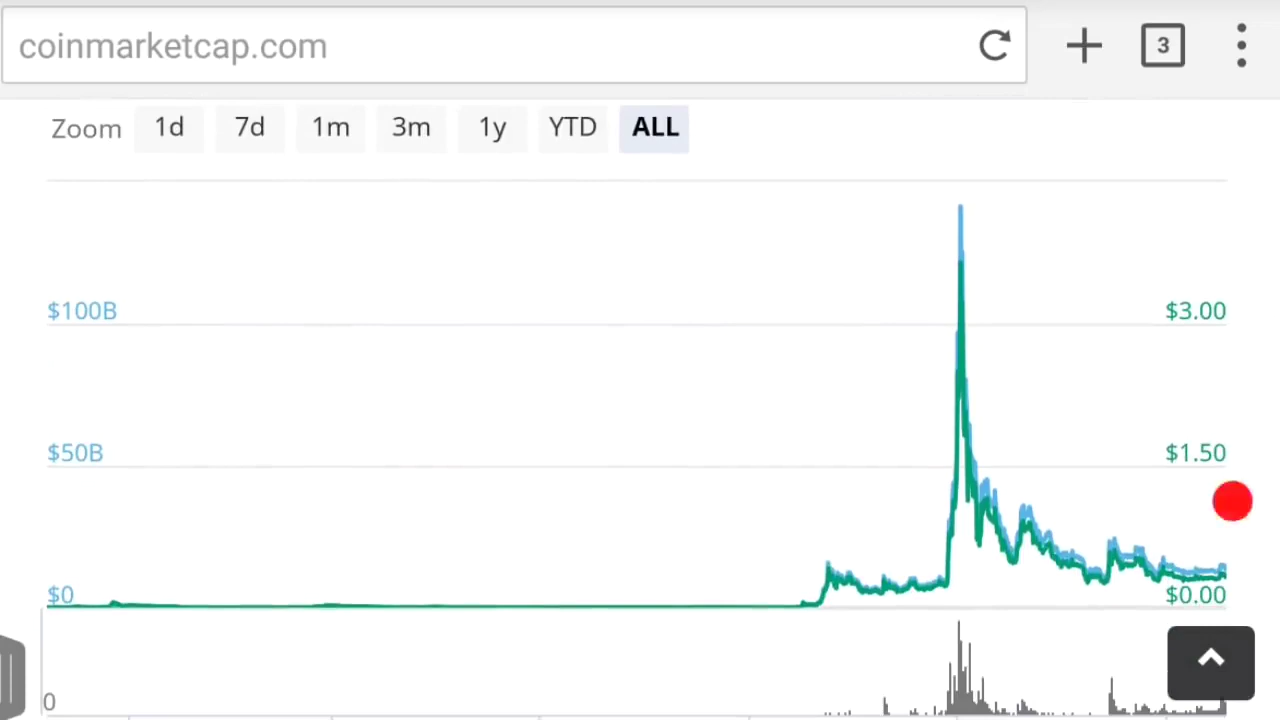 coinmarketcap.com
3
Zoom 1d 7d 1m 3m 1y YTD ALL
$100B $3.00
$50B $1.50
$0 $0.00
0